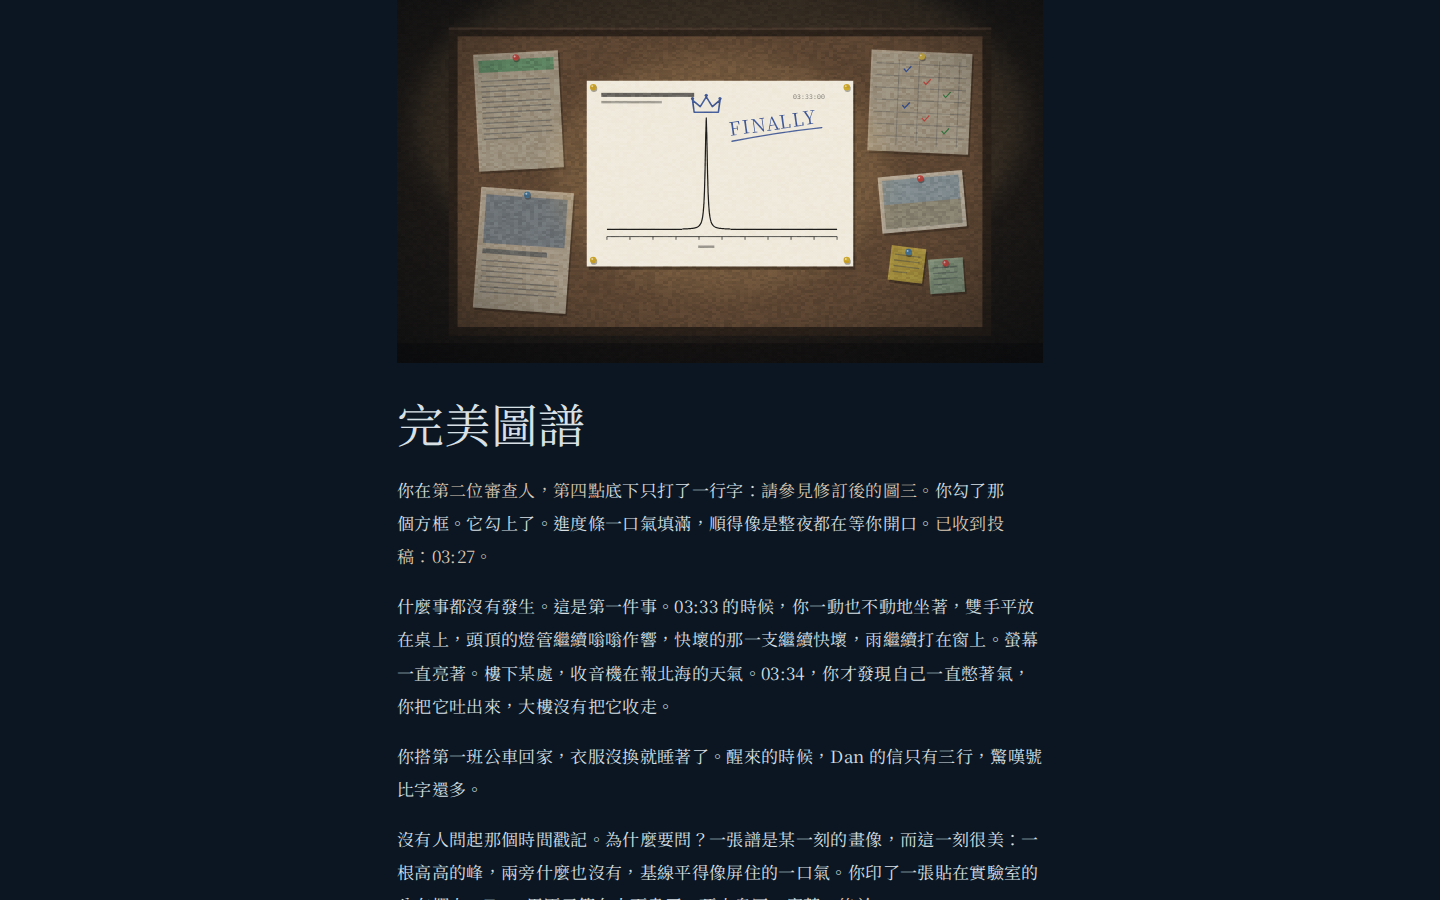 03:33:00
FINALLY
完美圖譜
你在第二位審查人，第四點底下只打了一行字：請參見修訂後的圖三。你勾了那
個方框。它勾上了。進度條一口氣填滿，順得像是整夜都在等你開口。已收到投
稿：03:27。
什麼事都沒有發生。這是第一件事。03:33 的時候，你一動也不動地坐著，雙手平放
在桌上，頭頂的燈管繼續嗡嗡作響，快壞的那一支繼續快壞，雨繼續打在窗上。螢幕
一直亮著。樓下某處，收音機在報北海的天氣。03:34，你才發現自己一直憋著氣，
你把它吐出來，大樓沒有把它收走。
你搭第一班公車回家，衣服沒換就睡著了。醒來的時候，Dan 的信只有三行，驚嘆號
比字還多。
沒有人問起那個時間戳記。為什麼要問？一張譜是某一刻的畫像，而這一刻很美：一
根高高的峰，兩旁什麼也沒有，基線平得像屏住的一口氣。你印了一張貼在實驗室的